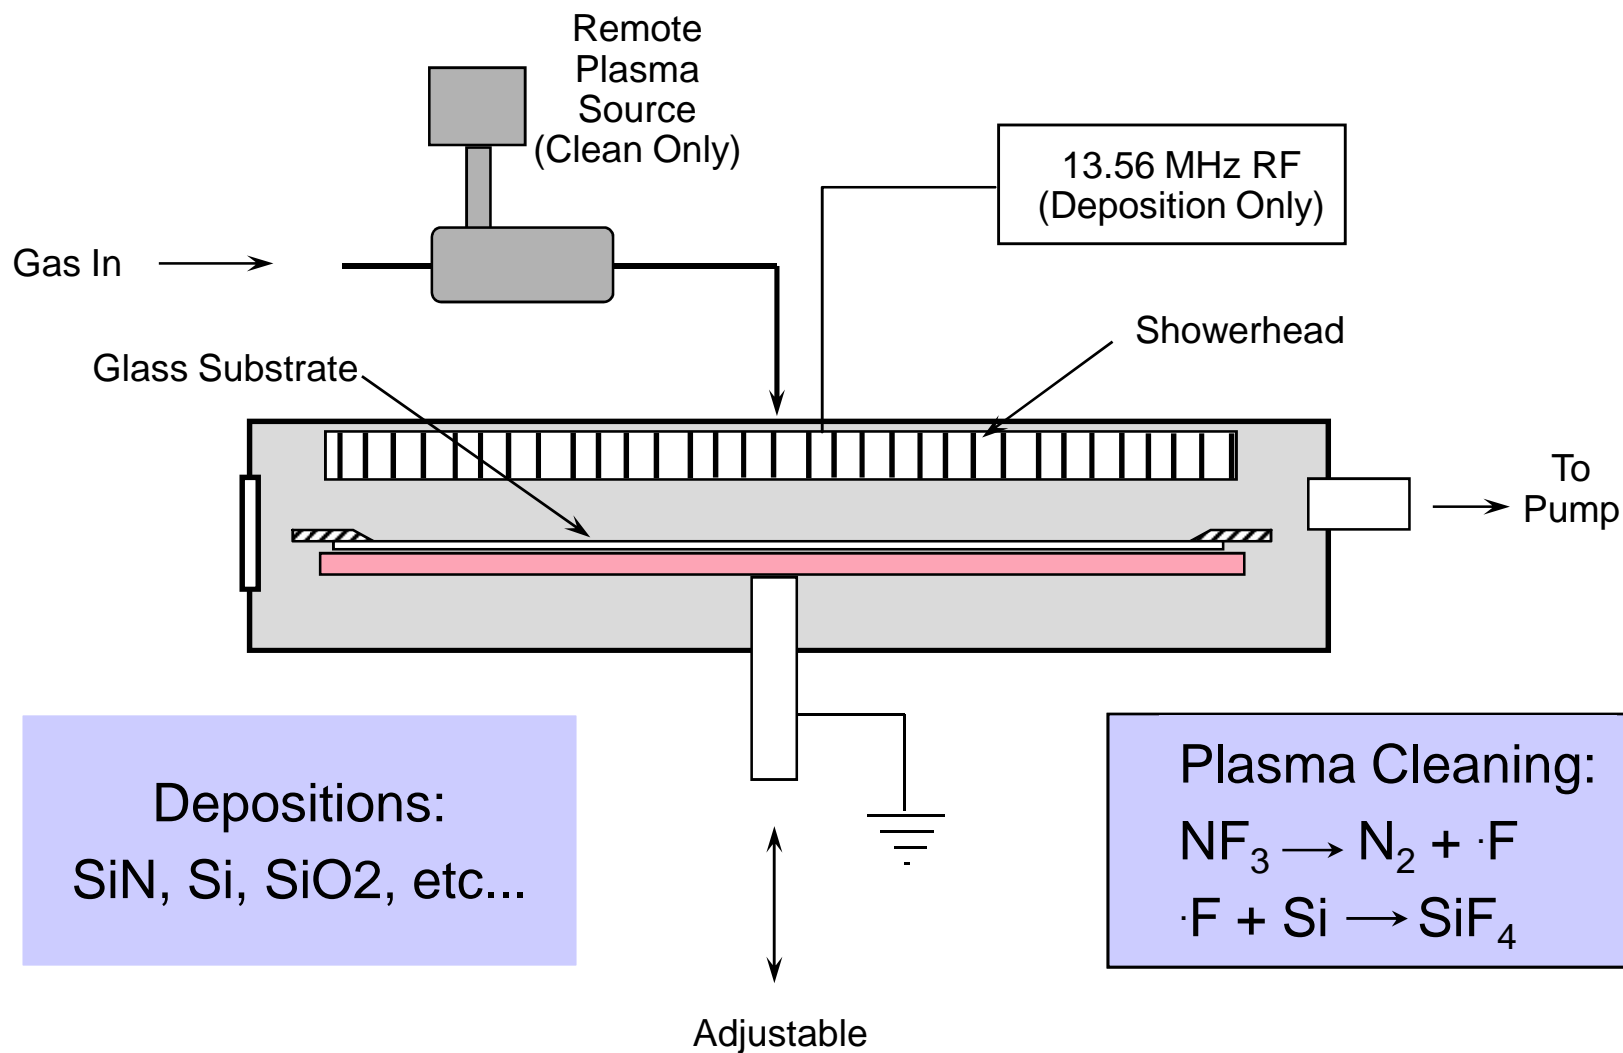 Remote
Plasma
Source
(Clean Only)
13.56 MHz RF
(Deposition Only)
Gas In
Showerhead
Glass Substrate
To
Pump
Depositions:
SiN, Si, SiO2, etc...
Plasma Cleaning:
NF₃ → N₂ + ·F
·F + Si → SiF₄
Adjustable